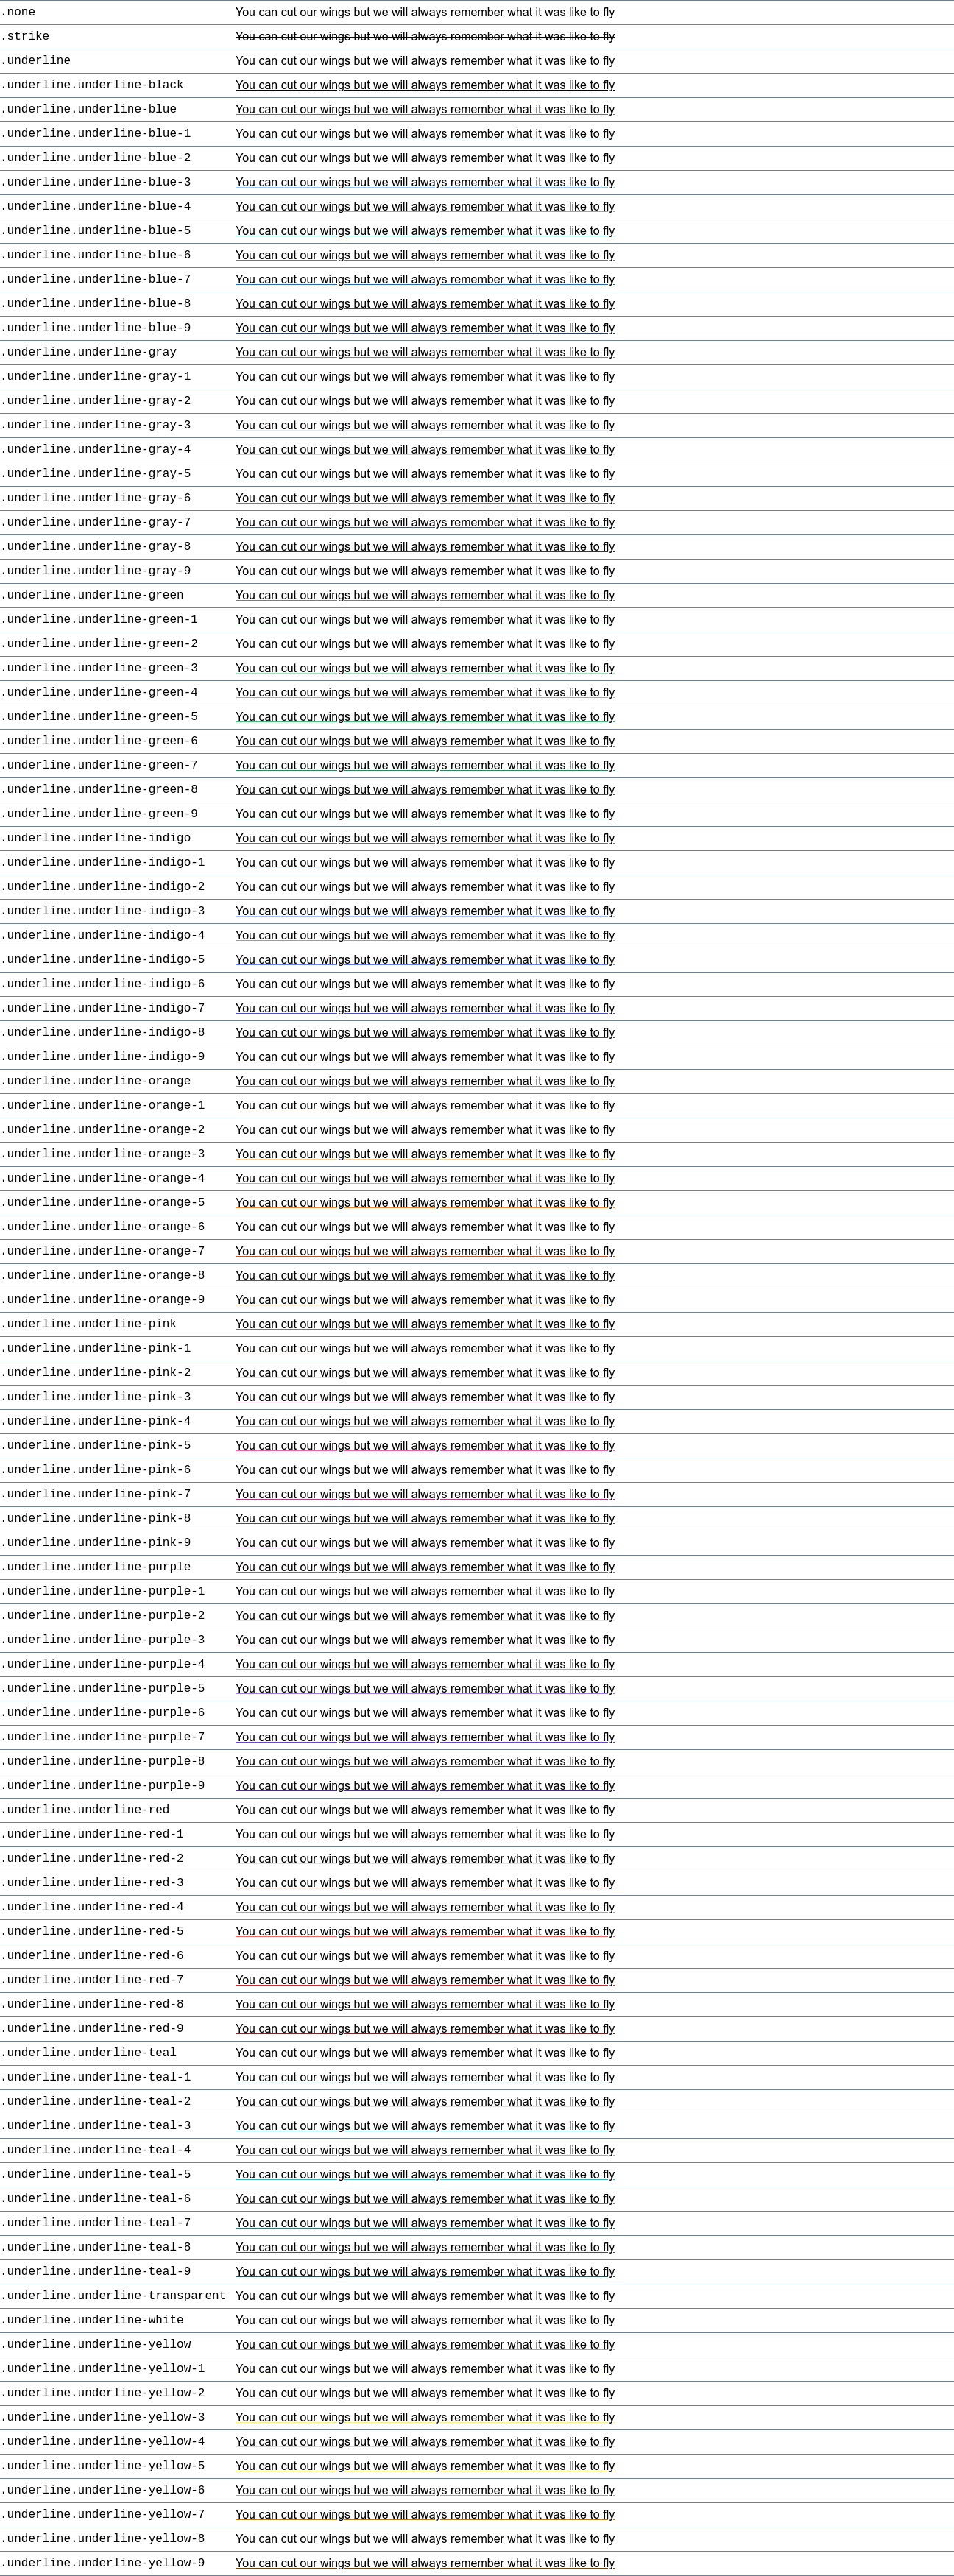 .none You can cut our wings but we will always remember what it was like to fly
.strike You can cut our wings but we will always remember what it was like to fly
.underline You can cut our wings but we will always remember what it was like to fly
.underline.underline-black You can cut our wings but we will always remember what it was like to fly
.underline.underline-blue You can cut our wings but we will always remember what it was like to fly
.underline.underline-blue-1 You can cut our wings but we will always remember what it was like to fly
.underline.underline-blue-2 You can cut our wings but we will always remember what it was like to fly
.underline.underline-blue-3 You can cut our wings but we will always remember what it was like to fly
.underline.underline-blue-4 You can cut our wings but we will always remember what it was like to fly
.underline.underline-blue-5 You can cut our wings but we will always remember what it was like to fly
.underline.underline-blue-6 You can cut our wings but we will always remember what it was like to fly
.underline.underline-blue-7 You can cut our wings but we will always remember what it was like to fly
.underline.underline-blue-8 You can cut our wings but we will always remember what it was like to fly
.underline.underline-blue-9 You can cut our wings but we will always remember what it was like to fly
.underline.underline-gray You can cut our wings but we will always remember what it was like to fly
.underline.underline-gray-1 You can cut our wings but we will always remember what it was like to fly
.underline.underline-gray-2 You can cut our wings but we will always remember what it was like to fly
.underline.underline-gray-3 You can cut our wings but we will always remember what it was like to fly
.underline.underline-gray-4 You can cut our wings but we will always remember what it was like to fly
.underline.underline-gray-5 You can cut our wings but we will always remember what it was like to fly
.underline.underline-gray-6 You can cut our wings but we will always remember what it was like to fly
.underline.underline-gray-7 You can cut our wings but we will always remember what it was like to fly
.underline.underline-gray-8 You can cut our wings but we will always remember what it was like to fly
.underline.underline-gray-9 You can cut our wings but we will always remember what it was like to fly
.underline.underline-green You can cut our wings but we will always remember what it was like to fly
.underline.underline-green-1 You can cut our wings but we will always remember what it was like to fly
.underline.underline-green-2 You can cut our wings but we will always remember what it was like to fly
.underline.underline-green-3 You can cut our wings but we will always remember what it was like to fly
.underline.underline-green-4 You can cut our wings but we will always remember what it was like to fly
.underline.underline-green-5 You can cut our wings but we will always remember what it was like to fly
.underline.underline-green-6 You can cut our wings but we will always remember what it was like to fly
.underline.underline-green-7 You can cut our wings but we will always remember what it was like to fly
.underline.underline-green-8 You can cut our wings but we will always remember what it was like to fly
.underline.underline-green-9 You can cut our wings but we will always remember what it was like to fly
.underline.underline-indigo You can cut our wings but we will always remember what it was like to fly
.underline.underline-indigo-1 You can cut our wings but we will always remember what it was like to fly
.underline.underline-indigo-2 You can cut our wings but we will always remember what it was like to fly
.underline.underline-indigo-3 You can cut our wings but we will always remember what it was like to fly
.underline.underline-indigo-4 You can cut our wings but we will always remember what it was like to fly
.underline.underline-indigo-5 You can cut our wings but we will always remember what it was like to fly
.underline.underline-indigo-6 You can cut our wings but we will always remember what it was like to fly
.underline.underline-indigo-7 You can cut our wings but we will always remember what it was like to fly
.underline.underline-indigo-8 You can cut our wings but we will always remember what it was like to fly
.underline.underline-indigo-9 You can cut our wings but we will always remember what it was like to fly
.underline.underline-orange You can cut our wings but we will always remember what it was like to fly
.underline.underline-orange-1 You can cut our wings but we will always remember what it was like to fly
.underline.underline-orange-2 You can cut our wings but we will always remember what it was like to fly
.underline.underline-orange-3 You can cut our wings but we will always remember what it was like to fly
.underline.underline-orange-4 You can cut our wings but we will always remember what it was like to fly
.underline.underline-orange-5 You can cut our wings but we will always remember what it was like to fly
.underline.underline-orange-6 You can cut our wings but we will always remember what it was like to fly
.underline.underline-orange-7 You can cut our wings but we will always remember what it was like to fly
.underline.underline-orange-8 You can cut our wings but we will always remember what it was like to fly
.underline.underline-orange-9 You can cut our wings but we will always remember what it was like to fly
.underline.underline-pink You can cut our wings but we will always remember what it was like to fly
.underline.underline-pink-1 You can cut our wings but we will always remember what it was like to fly
.underline.underline-pink-2 You can cut our wings but we will always remember what it was like to fly
.underline.underline-pink-3 You can cut our wings but we will always remember what it was like to fly
.underline.underline-pink-4 You can cut our wings but we will always remember what it was like to fly
.underline.underline-pink-5 You can cut our wings but we will always remember what it was like to fly
.underline.underline-pink-6 You can cut our wings but we will always remember what it was like to fly
.underline.underline-pink-7 You can cut our wings but we will always remember what it was like to fly
.underline.underline-pink-8 You can cut our wings but we will always remember what it was like to fly
.underline.underline-pink-9 You can cut our wings but we will always remember what it was like to fly
.underline.underline-purple You can cut our wings but we will always remember what it was like to fly
.underline.underline-purple-1 You can cut our wings but we will always remember what it was like to fly
.underline.underline-purple-2 You can cut our wings but we will always remember what it was like to fly
.underline.underline-purple-3 You can cut our wings but we will always remember what it was like to fly
.underline.underline-purple-4 You can cut our wings but we will always remember what it was like to fly
.underline.underline-purple-5 You can cut our wings but we will always remember what it was like to fly
.underline.underline-purple-6 You can cut our wings but we will always remember what it was like to fly
.underline.underline-purple-7 You can cut our wings but we will always remember what it was like to fly
.underline.underline-purple-8 You can cut our wings but we will always remember what it was like to fly
.underline.underline-purple-9 You can cut our wings but we will always remember what it was like to fly
.underline.underline-red You can cut our wings but we will always remember what it was like to fly
.underline.underline-red-1 You can cut our wings but we will always remember what it was like to fly
.underline.underline-red-2 You can cut our wings but we will always remember what it was like to fly
.underline.underline-red-3 You can cut our wings but we will always remember what it was like to fly
.underline.underline-red-4 You can cut our wings but we will always remember what it was like to fly
.underline.underline-red-5 You can cut our wings but we will always remember what it was like to fly
.underline.underline-red-6 You can cut our wings but we will always remember what it was like to fly
.underline.underline-red-7 You can cut our wings but we will always remember what it was like to fly
.underline.underline-red-8 You can cut our wings but we will always remember what it was like to fly
.underline.underline-red-9 You can cut our wings but we will always remember what it was like to fly
.underline.underline-teal You can cut our wings but we will always remember what it was like to fly
.underline.underline-teal-1 You can cut our wings but we will always remember what it was like to fly
.underline.underline-teal-2 You can cut our wings but we will always remember what it was like to fly
.underline.underline-teal-3 You can cut our wings but we will always remember what it was like to fly
.underline.underline-teal-4 You can cut our wings but we will always remember what it was like to fly
.underline.underline-teal-5 You can cut our wings but we will always remember what it was like to fly
.underline.underline-teal-6 You can cut our wings but we will always remember what it was like to fly
.underline.underline-teal-7 You can cut our wings but we will always remember what it was like to fly
.underline.underline-teal-8 You can cut our wings but we will always remember what it was like to fly
.underline.underline-teal-9 You can cut our wings but we will always remember what it was like to fly
.underline.underline-transparent You can cut our wings but we will always remember what it was like to fly
.underline.underline-white You can cut our wings but we will always remember what it was like to fly
.underline.underline-yellow You can cut our wings but we will always remember what it was like to fly
.underline.underline-yellow-1 You can cut our wings but we will always remember what it was like to fly
.underline.underline-yellow-2 You can cut our wings but we will always remember what it was like to fly
.underline.underline-yellow-3 You can cut our wings but we will always remember what it was like to fly
.underline.underline-yellow-4 You can cut our wings but we will always remember what it was like to fly
.underline.underline-yellow-5 You can cut our wings but we will always remember what it was like to fly
.underline.underline-yellow-6 You can cut our wings but we will always remember what it was like to fly
.underline.underline-yellow-7 You can cut our wings but we will always remember what it was like to fly
.underline.underline-yellow-8 You can cut our wings but we will always remember what it was like to fly
.underline.underline-yellow-9 You can cut our wings but we will always remember what it was like to fly